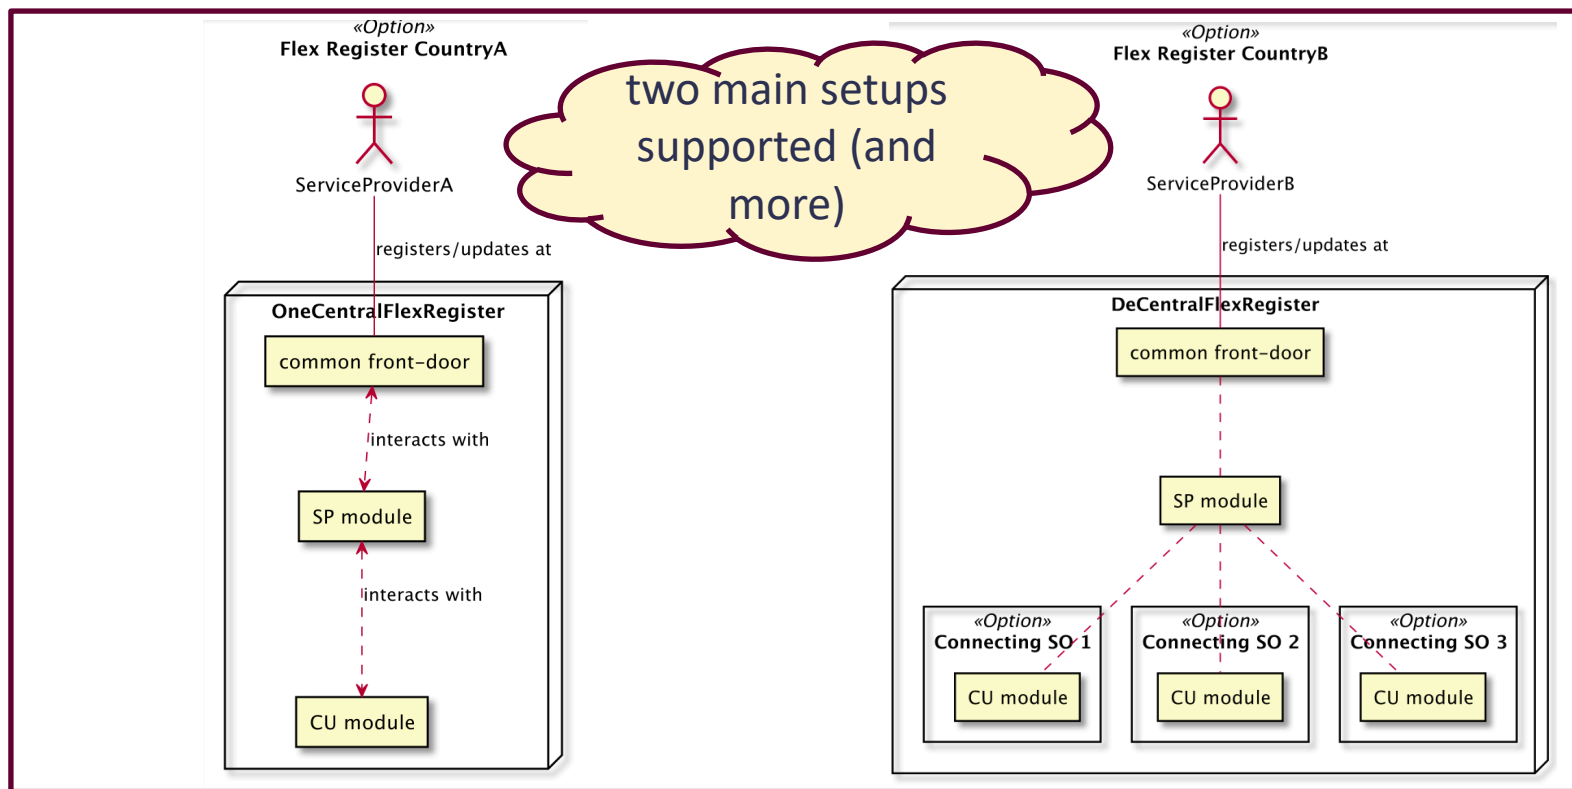 «Option»
Flex Register CountryA
ServiceProviderA
registers/updates at
OneCentralFlexRegister
common front-door
interacts with
SP module
interacts with
CU module
two main setups
supported (and
more)
«Option»
Flex Register CountryB
ServiceProviderB
registers/updates at
DeCentralFlexRegister
common front-door
SP module
«Option»
Connecting SO 1
CU module
«Option»
Connecting SO 2
CU module
«Option»
Connecting SO 3
CU module